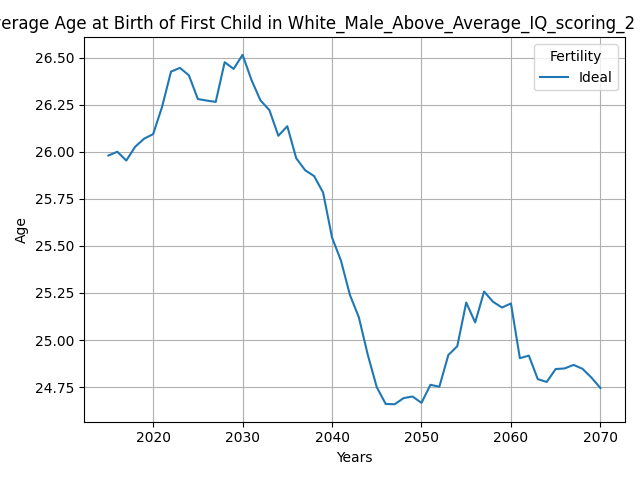 erage Age at Birth of First Child in White_Male_Above_Average_IQ_scoring_2
Fertility
Ideal
26.50
26.25
26.00
25.75
25.50
25.25
25.00
24.75
Age
2020 2030 2040 2050 2060 2070
Years